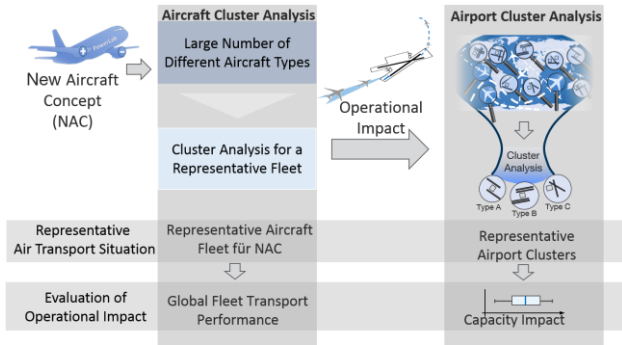 Aircraft Cluster Analysis
Airport Cluster Analysis
Large Number of
Different Aircraft Types
New Aircraft
Concept
(NAC)
Operational
Impact
Cluster Analysis for a
Representative Fleet
Cluster
Analysis
Type A
Type B
Type C
Representative
Air Transport Situation
Representative Aircraft
Fleet für NAC
Representative
Airport Clusters
Evaluation of
Operational Impact
Global Fleet Transport
Performance
Capacity Impact